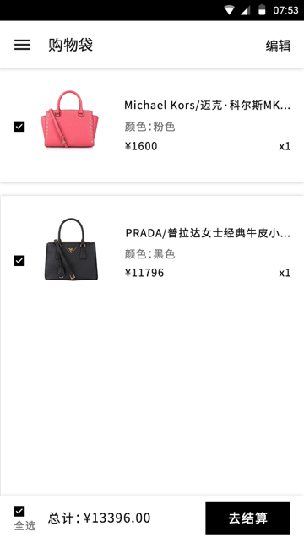 07:53
购物袋
编辑
Michael Kors/迈克·科尔斯MK...
颜色：粉色
¥1600
x1
PRADA/普拉达女士经典牛皮小...
颜色：黑色
¥11796
x1
全选
总计：¥13396.00
去结算